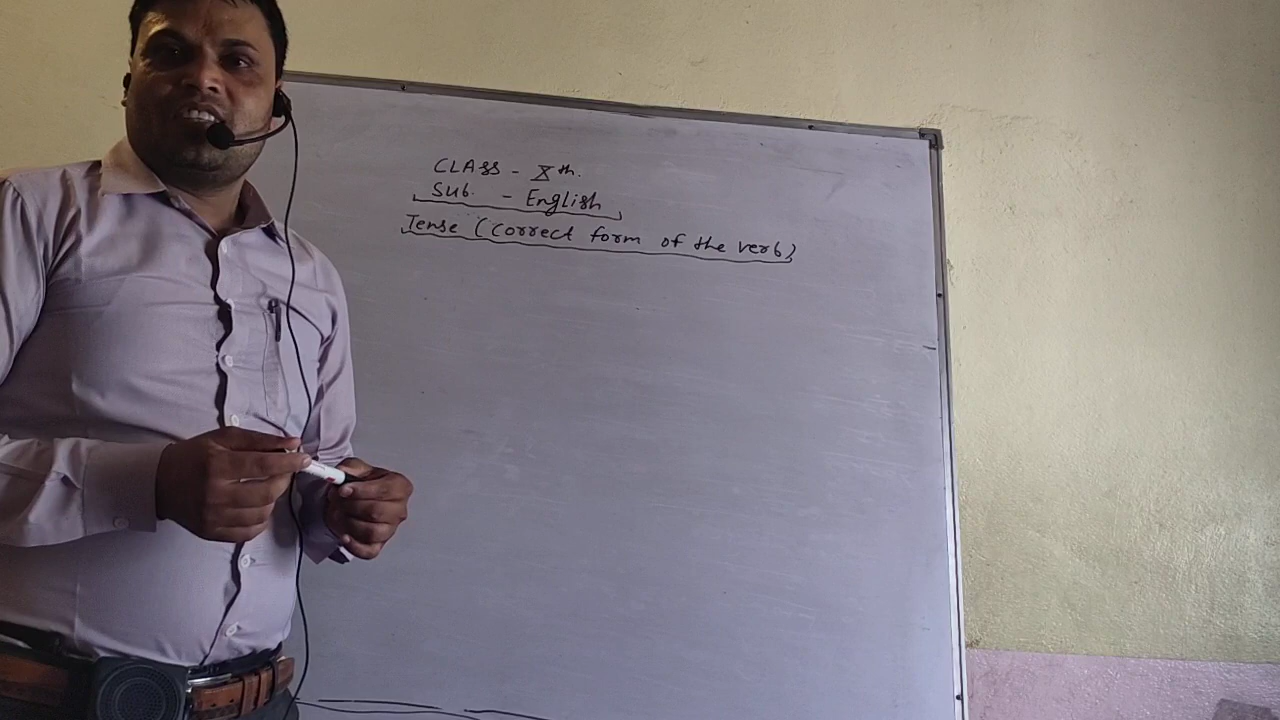 CLASS - Xth.
Sub. - English
Tense (correct form of the verb)